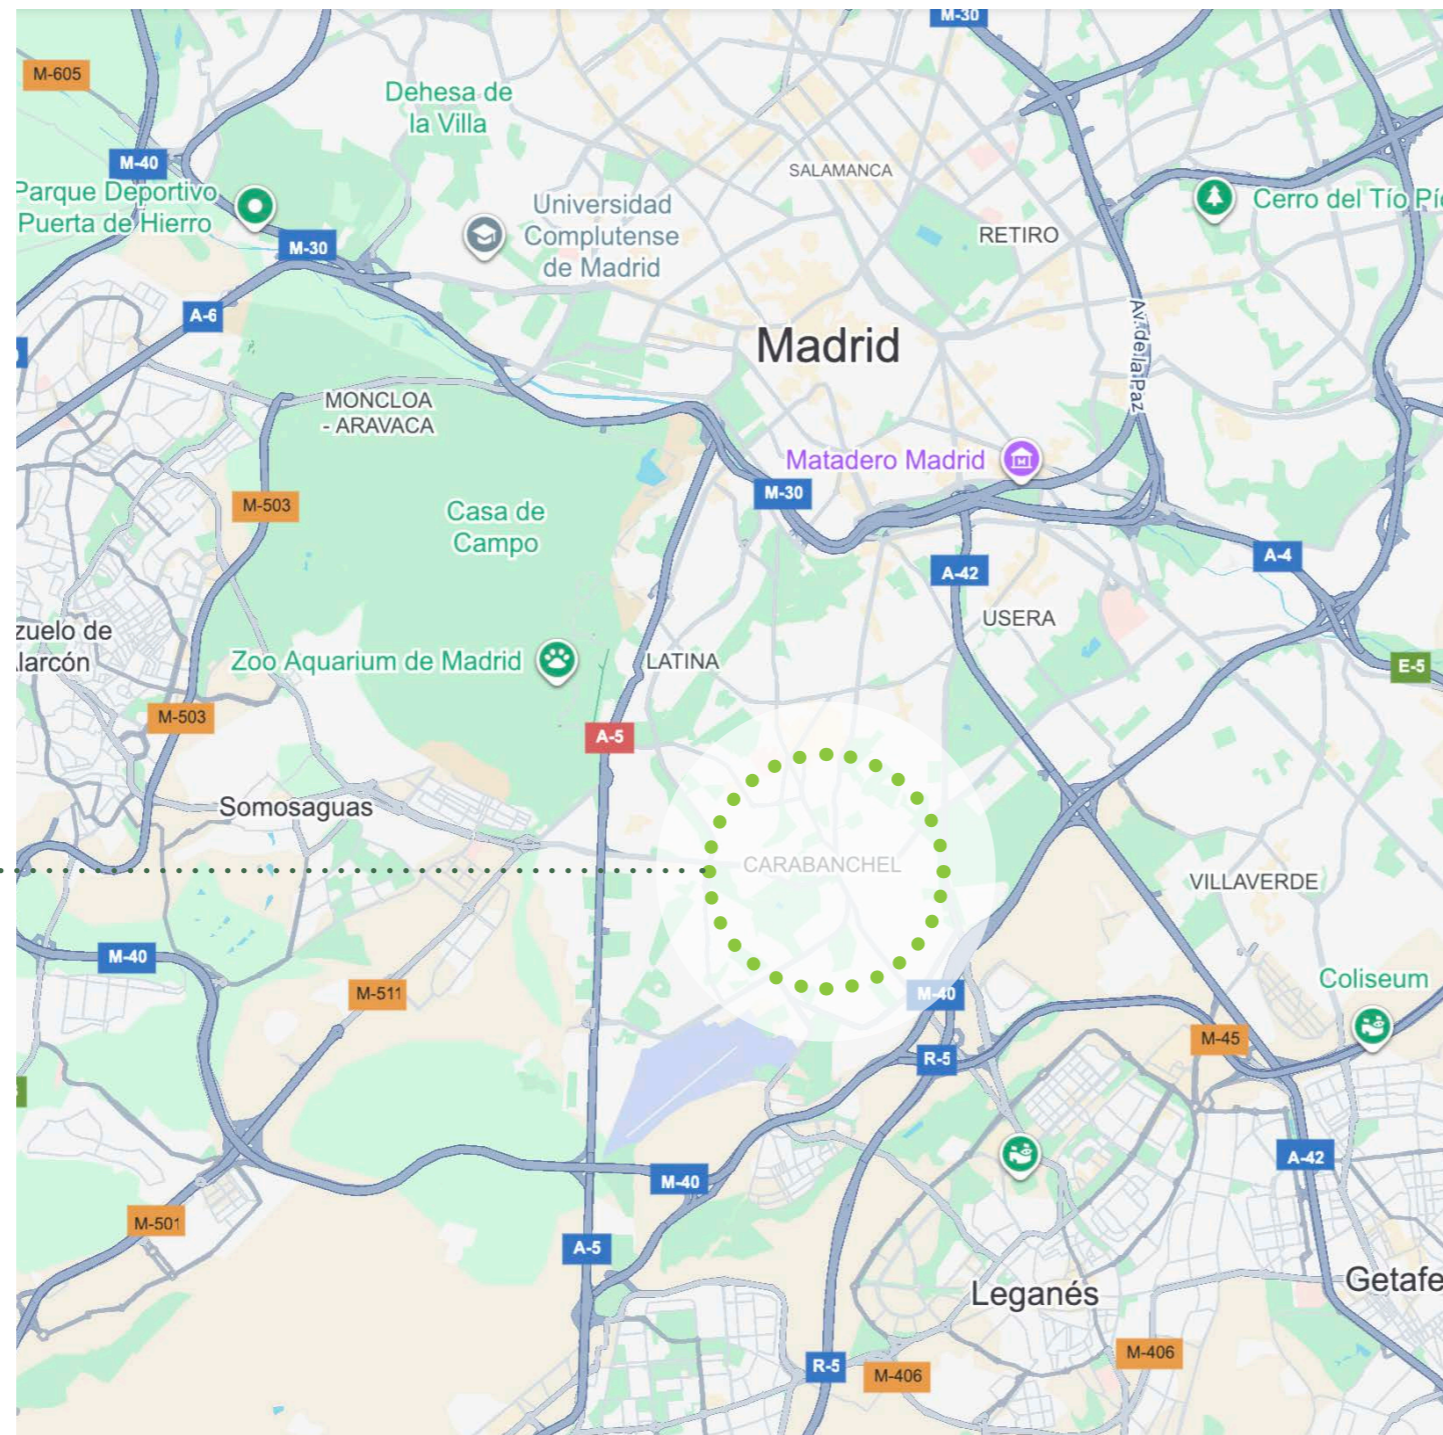 M-30
M-605
Dehesa de
la Villa
M-40
SALAMANCA
Parque Deportivo
Puerta de Hierro
Universidad
Complutense
de Madrid
Cerro del Tío Pío
RETIRO
M-30
A-6
Av. de la Paz
Madrid
MONCLOA
- ARAVACA
Matadero Madrid
M-30
M-503
Casa de
Campo
A-4
A-42
USERA
zuelo de
larcón
Zoo Aquarium de Madrid
LATINA
E-5
M-503
A-5
Somosaguas
CARABANCHEL
VILLAVERDE
M-40
Coliseum
M-511
M-40
M-45
R-5
A-42
M-40
M-501
A-5
Leganés
Getafe
M-406
R-5
M-406